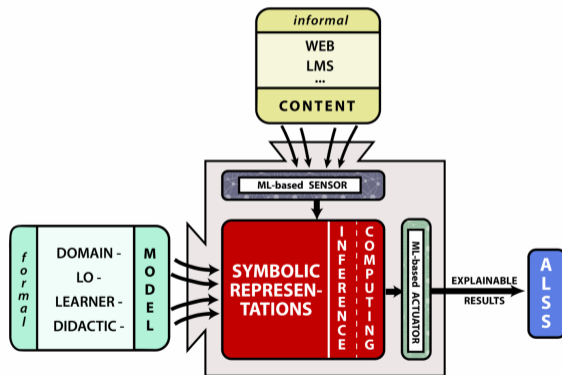 informal
WEB
LMS
...
CONTENT
ML-based SENSOR
formal
DOMAIN -
LO -
LEARNER -
DIDACTIC -
MODEL
SYMBOLIC
REPRESEN-
TATIONS
INFERENCE
COMPUTING
ML-based ACTUATOR
EXPLAINABLE
RESULTS
ALSS